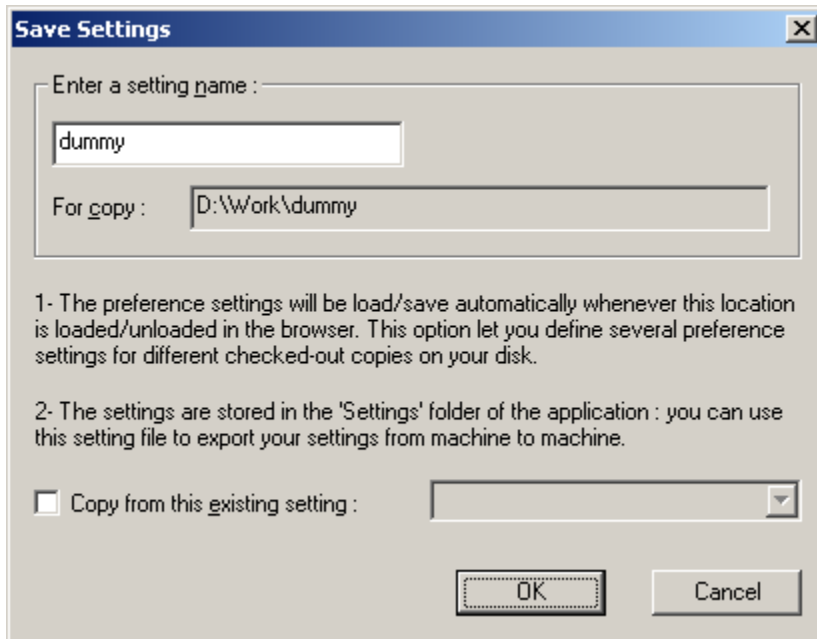 Save Settings
Enter a setting name :
dummy
For copy : D:\Work\dummy
1- The preference settings will be load/save automatically whenever this location
is loaded/unloaded in the browser. This option let you define several preference
settings for different checked-out copies on your disk.
2- The settings are stored in the 'Settings' folder of the application : you can use
this setting file to export your settings from machine to machine.
Copy from this existing setting :
OK Cancel